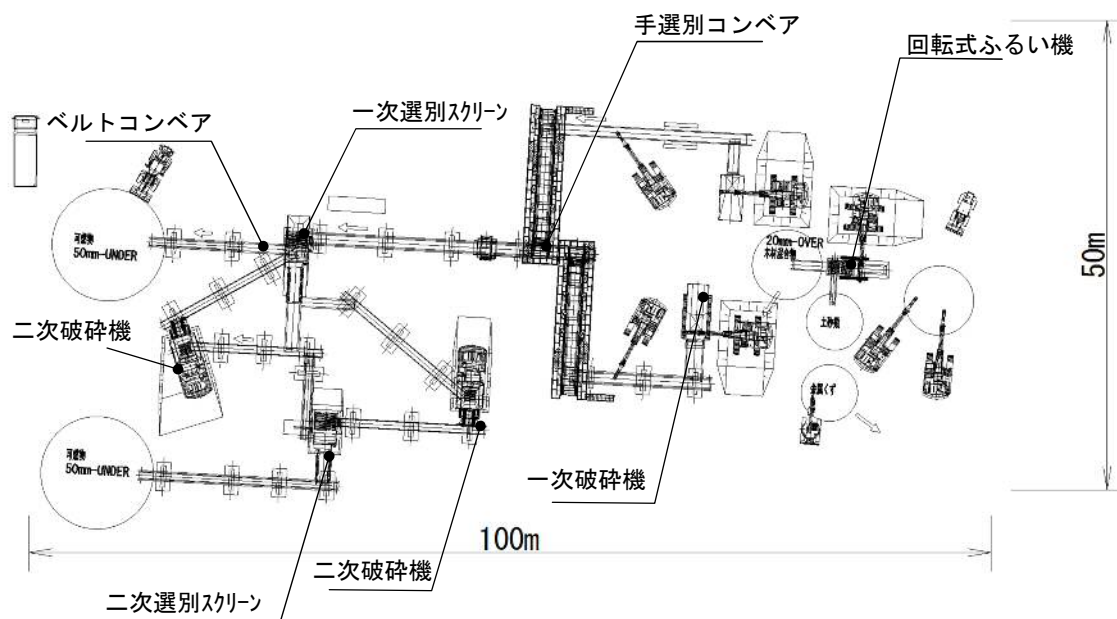 手選別コンベア
回転式ふるい機
一次選別ｽｸﾘｰﾝ
ベルトコンベア
可燃物
50mm-UNDER
20mm-OVER
木材混合物
50m
土砂類
二次破砕機
金属くず
可燃物
50mm-UNDER
一次破砕機
100m
二次破砕機
二次選別ｽｸﾘｰﾝ